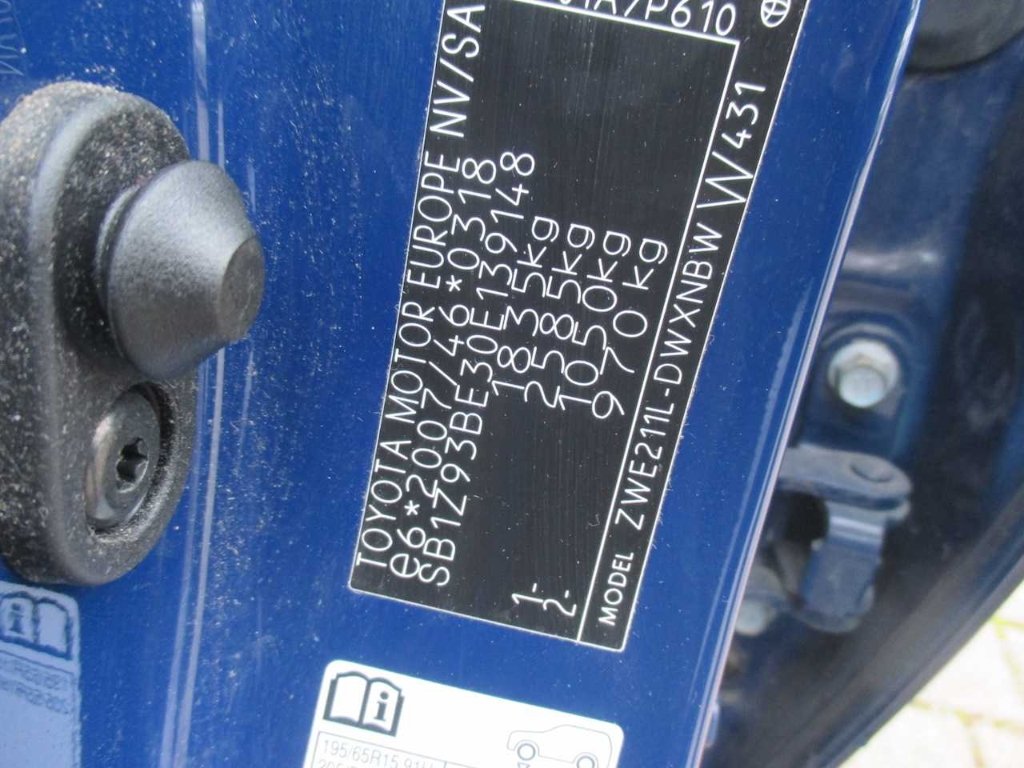 TOYOTA MOTOR EUROPE NV/SA
e6*2007/46*0318
SB1Z93BE30E139148
1835kg
2585kg
1- 1050kg
2- 970kg
MODEL ZWE211L-DWXNBW W431
195/65R15 91H